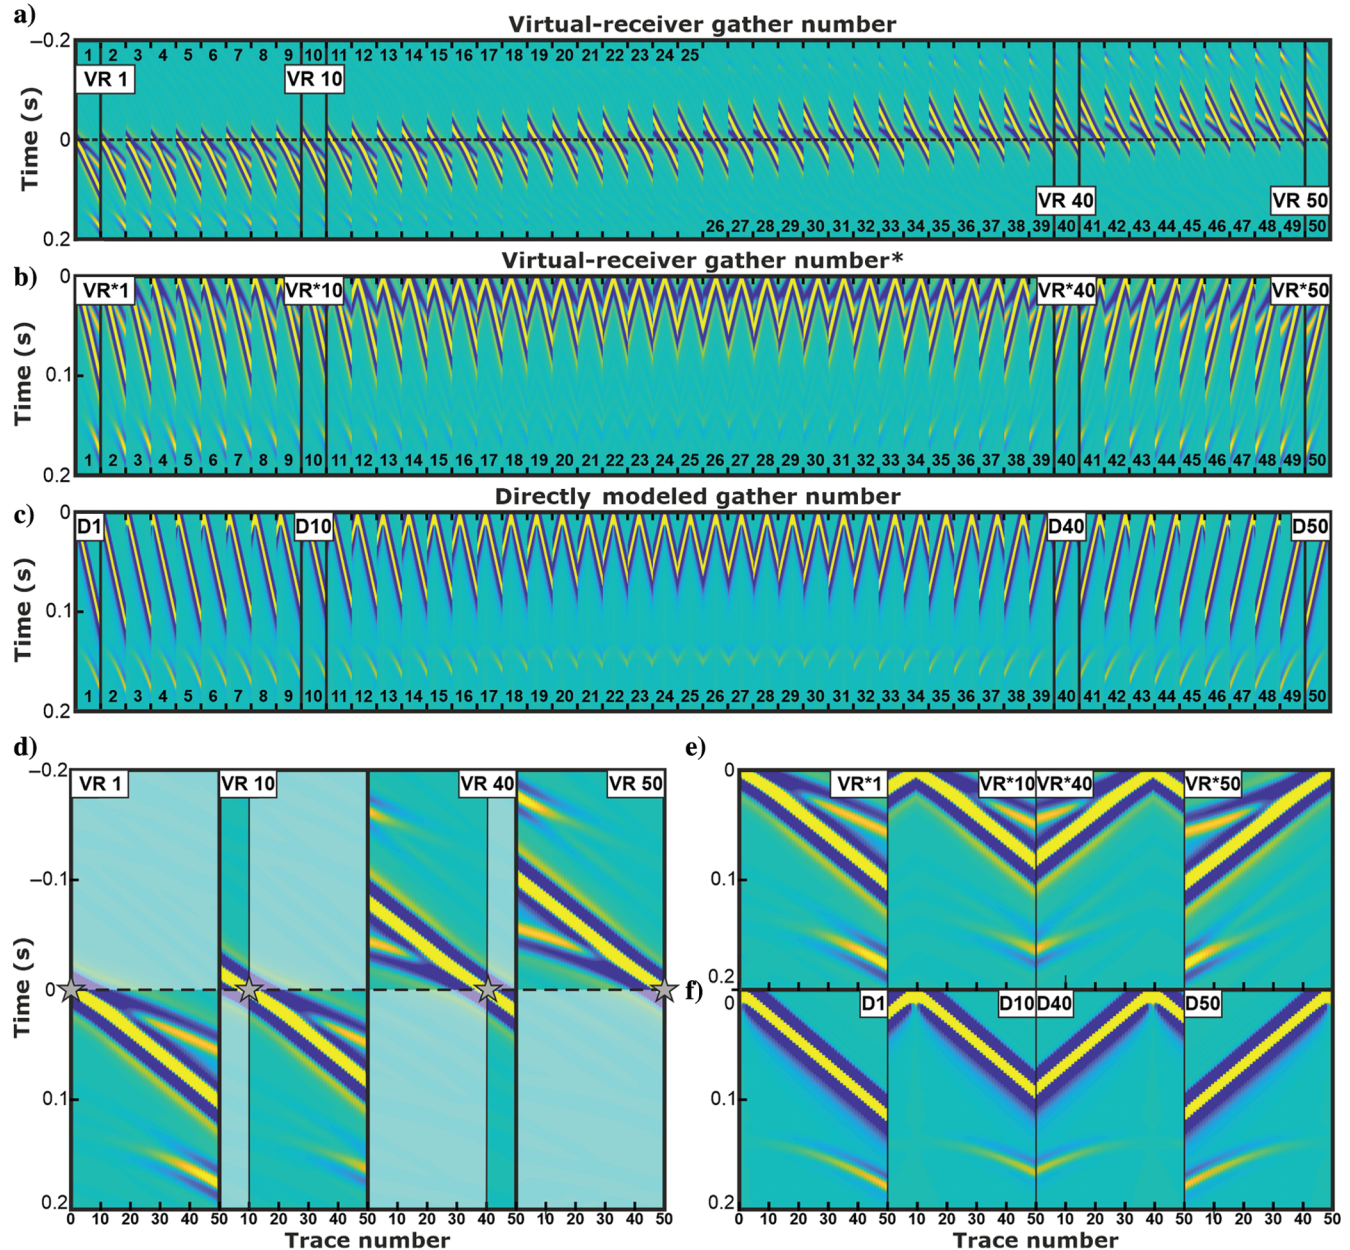 a)
Virtual-receiver gather number
–0.2
1 2 3 4 5 6 7 8 9 10 11 12 13 14 15 16 17 18 19 20 21 22 23 24 25
VR 1 VR 10
Time (s)
0
VR 40 VR 50
26 27 28 29 30 31 32 33 34 35 36 37 38 39 40 41 42 43 44 45 46 47 48 49 50
0.2
Virtual-receiver gather number*
b)
0
VR*1 VR*10 VR*40 VR*50
Time (s)
0.1
1 2 3 4 5 6 7 8 9 10 11 12 13 14 15 16 17 18 19 20 21 22 23 24 25 26 27 28 29 30 31 32 33 34 35 36 37 38 39 40 41 42 43 44 45 46 47 48 49 50
0.2
Directly modeled gather number
c)
0
D1 D10 D40 D50
Time (s)
0.1
1 2 3 4 5 6 7 8 9 10 11 12 13 14 15 16 17 18 19 20 21 22 23 24 25 26 27 28 29 30 31 32 33 34 35 36 37 38 39 40 41 42 43 44 45 46 47 48 49 50
0.2
d)
–0.2
VR 1 VR 10 VR 40 VR 50
–0.1
Time (s)
0
0.1
0.2
0 10 20 30 40 50 10 20 30 40 50 10 20 30 40 50 10 20 30 40 50
Trace number
e)
0
VR*1 VR*10 VR*40 VR*50
0.1
0.2
f)
0
D1 D10 D40 D50
0.1
0.2
0 10 20 30 40 50 10 20 30 40 50 10 20 30 40 50 10 20 30 40 50
Trace number